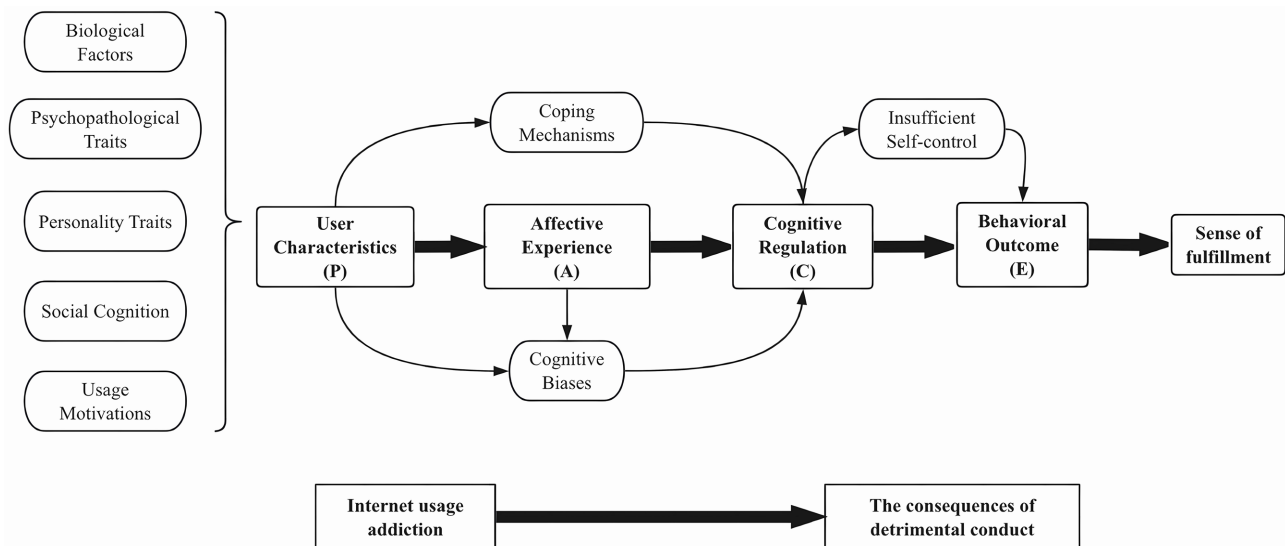 Biological
Factors
Psychopathological
Traits
Personality Traits
Social Cognition
Usage
Motivations
User
Characteristics
(P)
Coping
Mechanisms
Affective
Experience
(A)
Cognitive
Biases
Cognitive
Regulation
(C)
Insufficient
Self-control
Behavioral
Outcome
(E)
Sense of
fulfillment
Internet usage
addiction
The consequences of
detrimental conduct